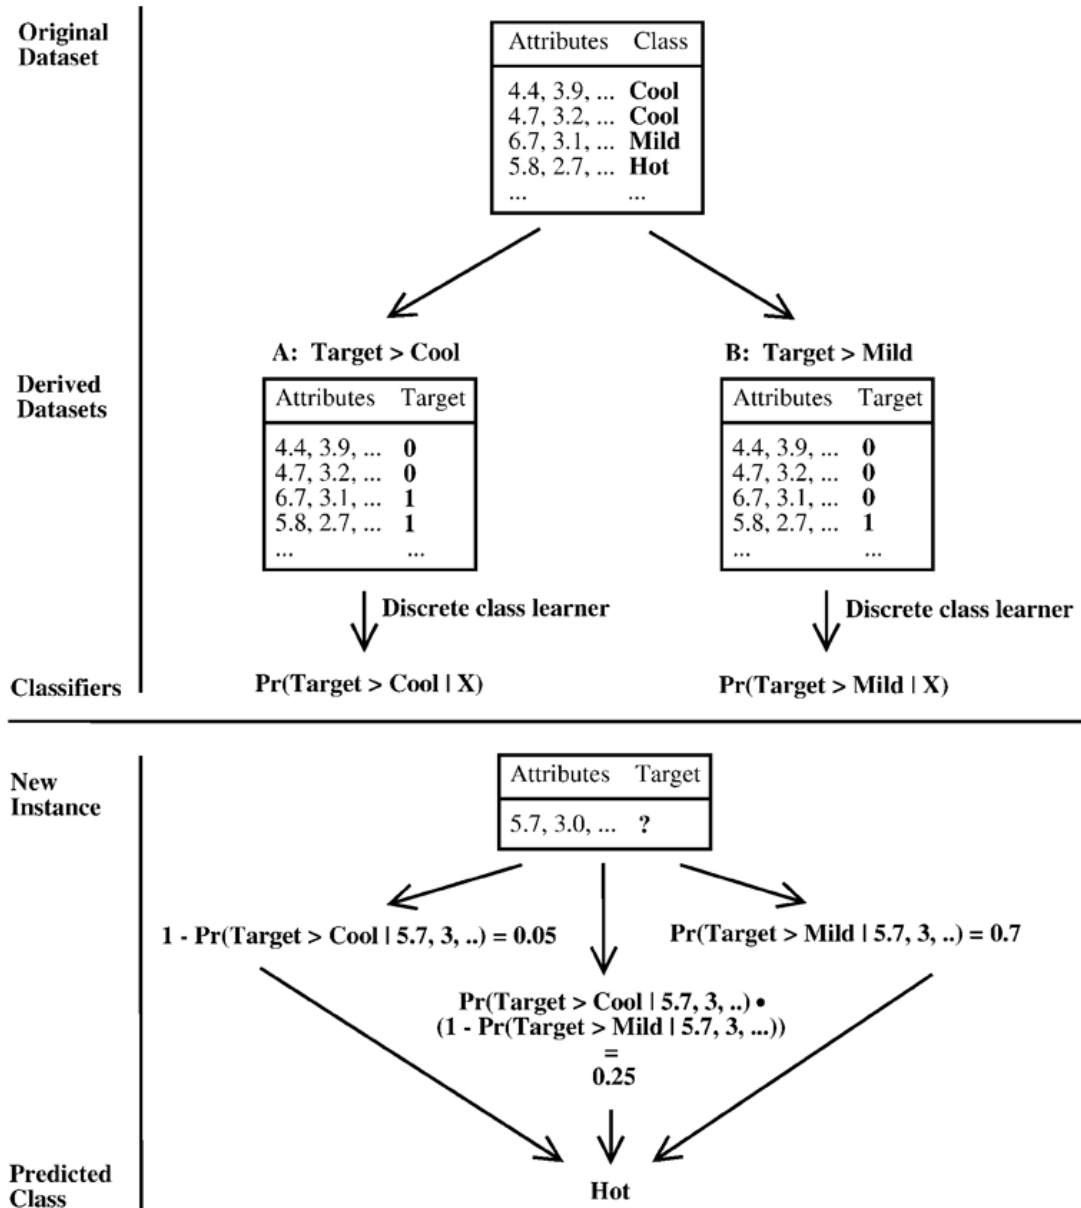 Original
Dataset
Attributes Class
4.4, 3.9, ... Cool
4.7, 3.2, ... Cool
6.7, 3.1, ... Mild
5.8, 2.7, ... Hot
... ...
Derived
Datasets
A: Target > Cool
Attributes Target
4.4, 3.9, ... 0
4.7, 3.2, ... 0
6.7, 3.1, ... 1
5.8, 2.7, ... 1
... ...
B: Target > Mild
Attributes Target
4.4, 3.9, ... 0
4.7, 3.2, ... 0
6.7, 3.1, ... 0
5.8, 2.7, ... 1
... ...
Discrete class learner
Discrete class learner
Classifiers
Pr(Target > Cool | X)
Pr(Target > Mild | X)
New
Instance
Attributes Target
5.7, 3.0, ... ?
1 - Pr(Target > Cool | 5.7, 3, ..) = 0.05
Pr(Target > Mild | 5.7, 3, ..) = 0.7
Pr(Target > Cool | 5.7, 3, ..) •
(1 - Pr(Target > Mild | 5.7, 3, ...))
=
0.25
Predicted
Class
Hot